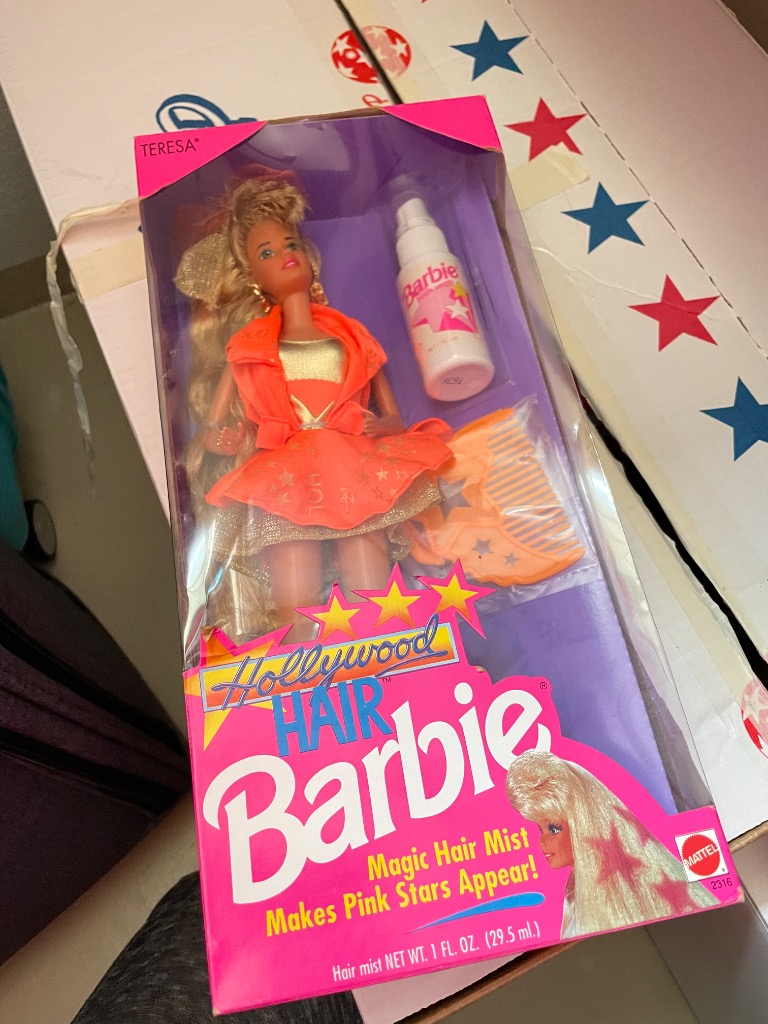 TERESA®
Barbie
Hollywood
HAIR™
Barbie®
Magic Hair Mist
Makes Pink Stars Appear!
MATTEL
2316
Hair mist NET WT. 1 FL. OZ. (29.5 ml.)